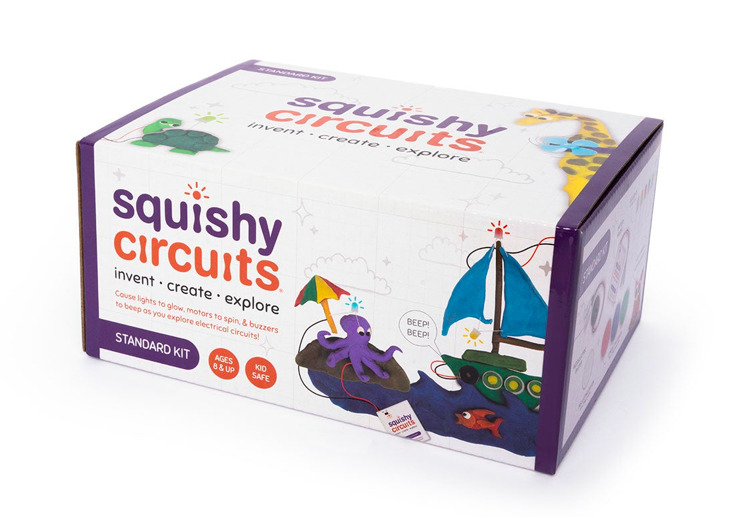 STANDARD KIT
squishy
circuits
invent · create · explore
squishy
circuits
invent · create · explore
Cause lights to glow, motors to spin, & buzzers
to beep as you explore electrical circuits!
STANDARD KIT
AGES
8 & UP
KID
SAFE
BEEP!
BEEP!
squishy
circuits
STANDARD KIT